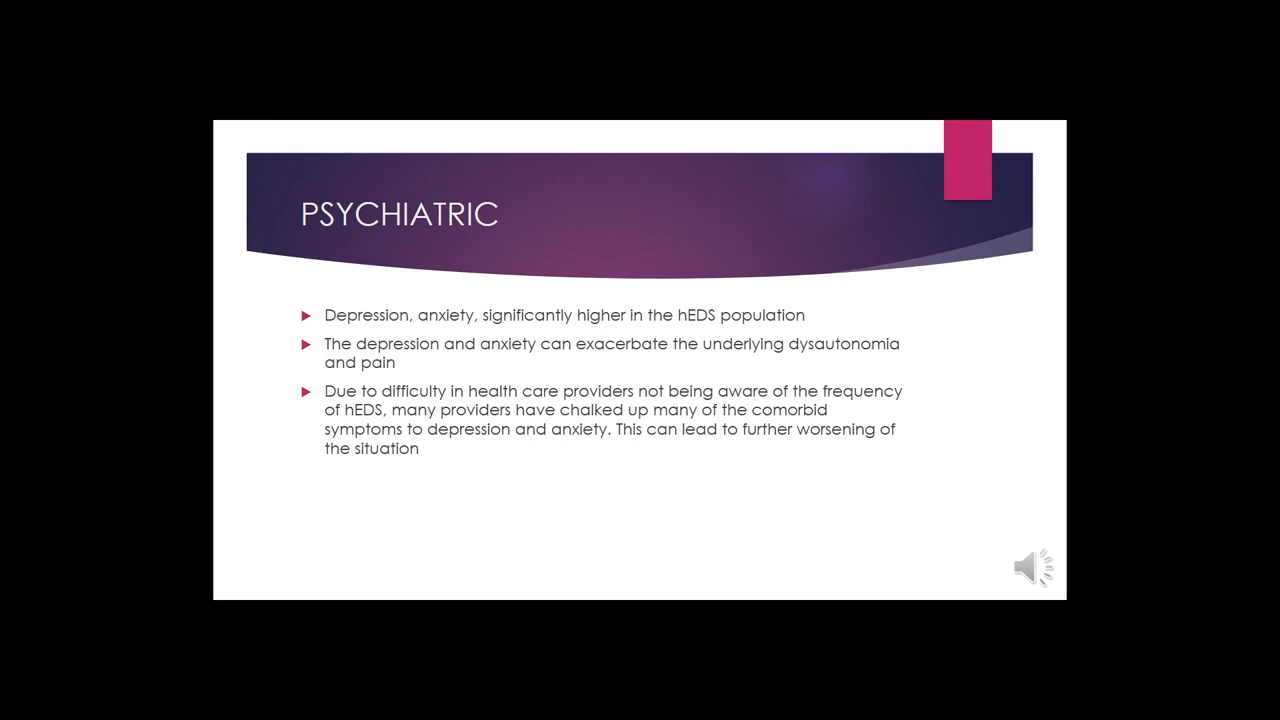 PSYCHIATRIC
Depression, anxiety, significantly higher in the hEDS population
The depression and anxiety can exacerbate the underlying dysautonomia
and pain
Due to difficulty in health care providers not being aware of the frequency
of hEDS, many providers have chalked up many of the comorbid
symptoms to depression and anxiety. This can lead to further worsening of
the situation